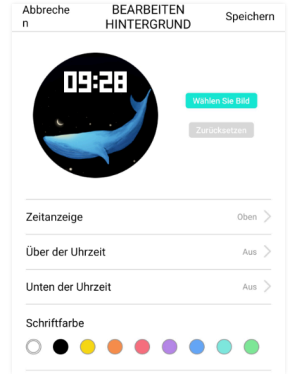 Abbreche
n
BEARBEITEN
HINTERGRUND
Speichern
09:28
Wählen Sie Bild
Zurücksetzen
Zeitanzeige
Oben
Über der Uhrzeit
Aus
Unten der Uhrzeit
Aus
Schriftfarbe